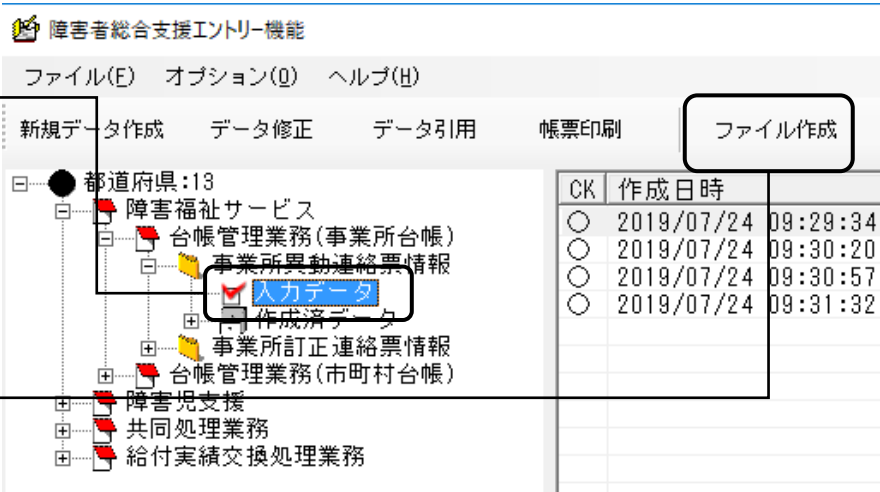 障害者総合支援エントリー機能
ファイル(F) オプション(O) ヘルプ(H)
新規データ作成 データ修正 データ引用 帳票印刷 ファイル作成
都道府県:13
障害福祉サービス
台帳管理業務(事業所台帳)
事業所異動連絡票情報
入力データ
作成済データ
事業所訂正連絡票情報
台帳管理業務(市町村台帳)
障害児支援
共同処理業務
給付実績交換処理業務
CK 作成日時
○ 2019/07/24 09:29:34
○ 2019/07/24 09:30:20
○ 2019/07/24 09:30:57
○ 2019/07/24 09:31:32